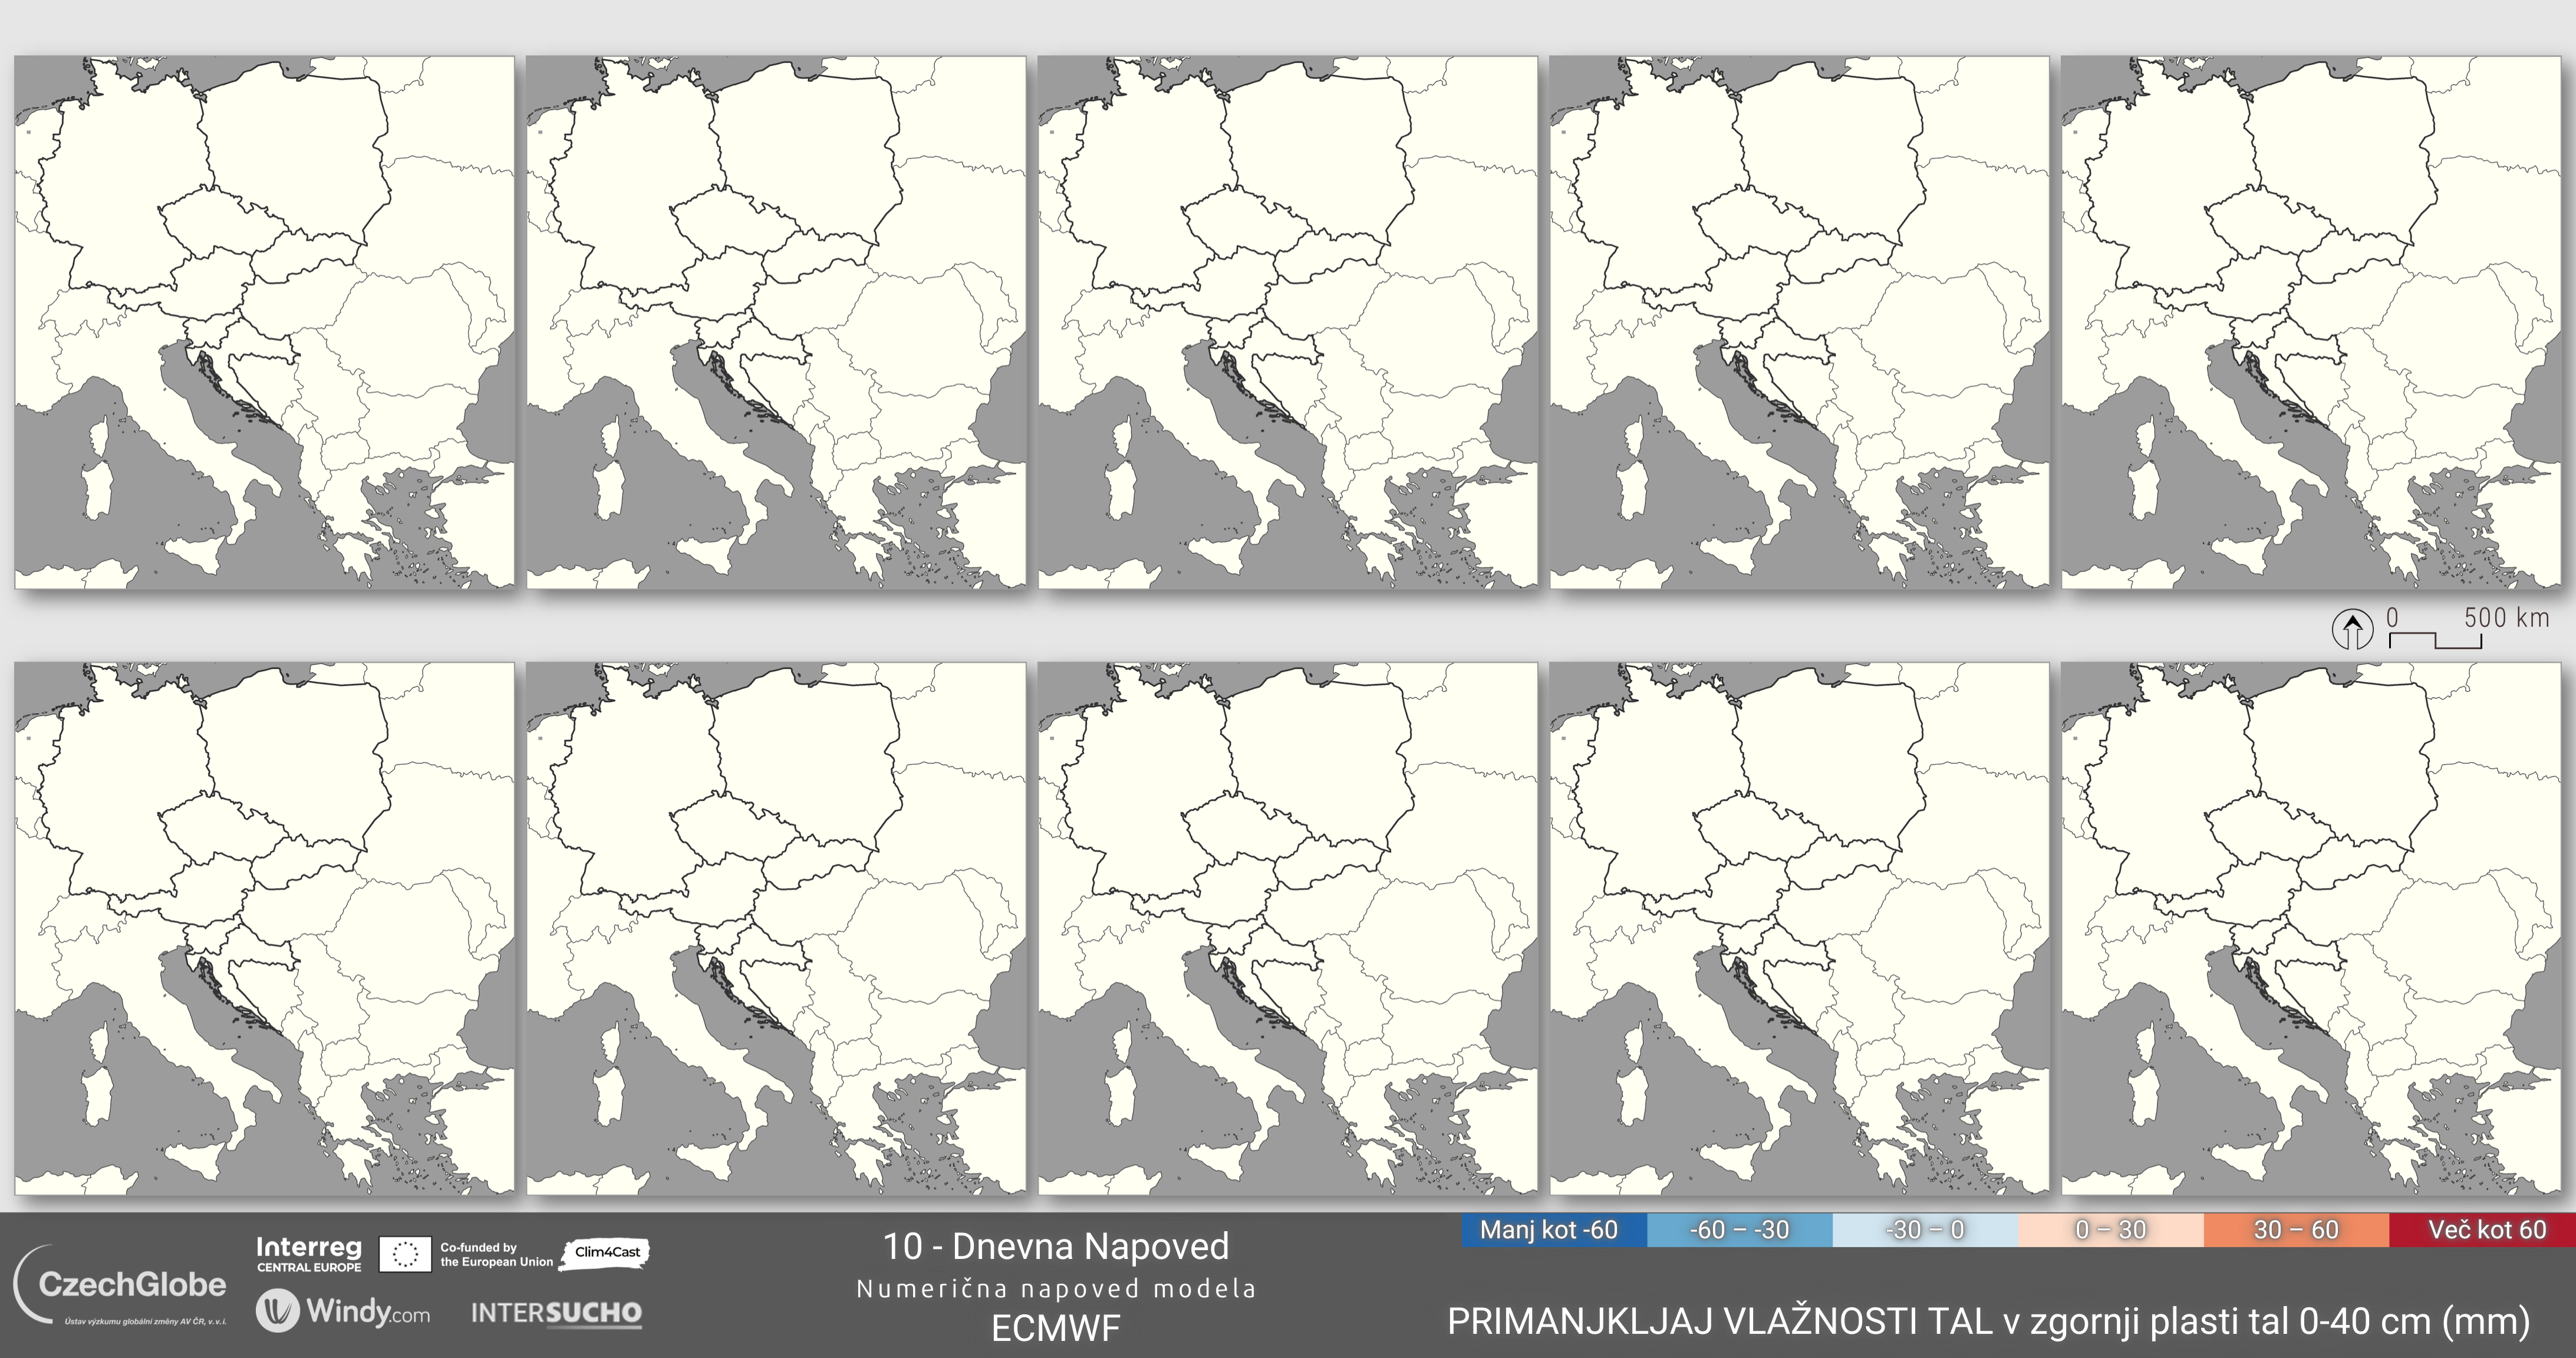 0 500 km
Manj kot -60 -60 – -30 -30 – 0 0 – 30 30 – 60 Več kot 60
Interreg
CENTRAL EUROPE
Co-funded by
the European Union
Clim4Cast
CzechGlobe
Ústav výzkumu globální změny AV ČR, v. v. i.
Windy.com
INTERSUCHO
10 - Dnevna Napoved
Numerična napoved modela
ECMWF
PRIMANJKLJAJ VLAŽNOSTI TAL v zgornji plasti tal 0-40 cm (mm)